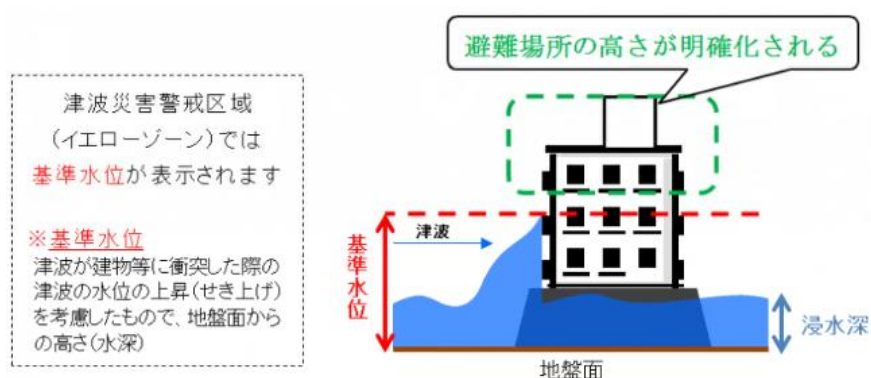 避難場所の高さが明確化される
津波災害警戒区域
(イエローゾーン)では
基準水位が表示されます
※基準水位
津波が建物等に衝突した際の
津波の水位の上昇(せき上げ)
を考慮したもので、地盤面から
の高さ(水深)
基準水位
津波
浸水深
地盤面